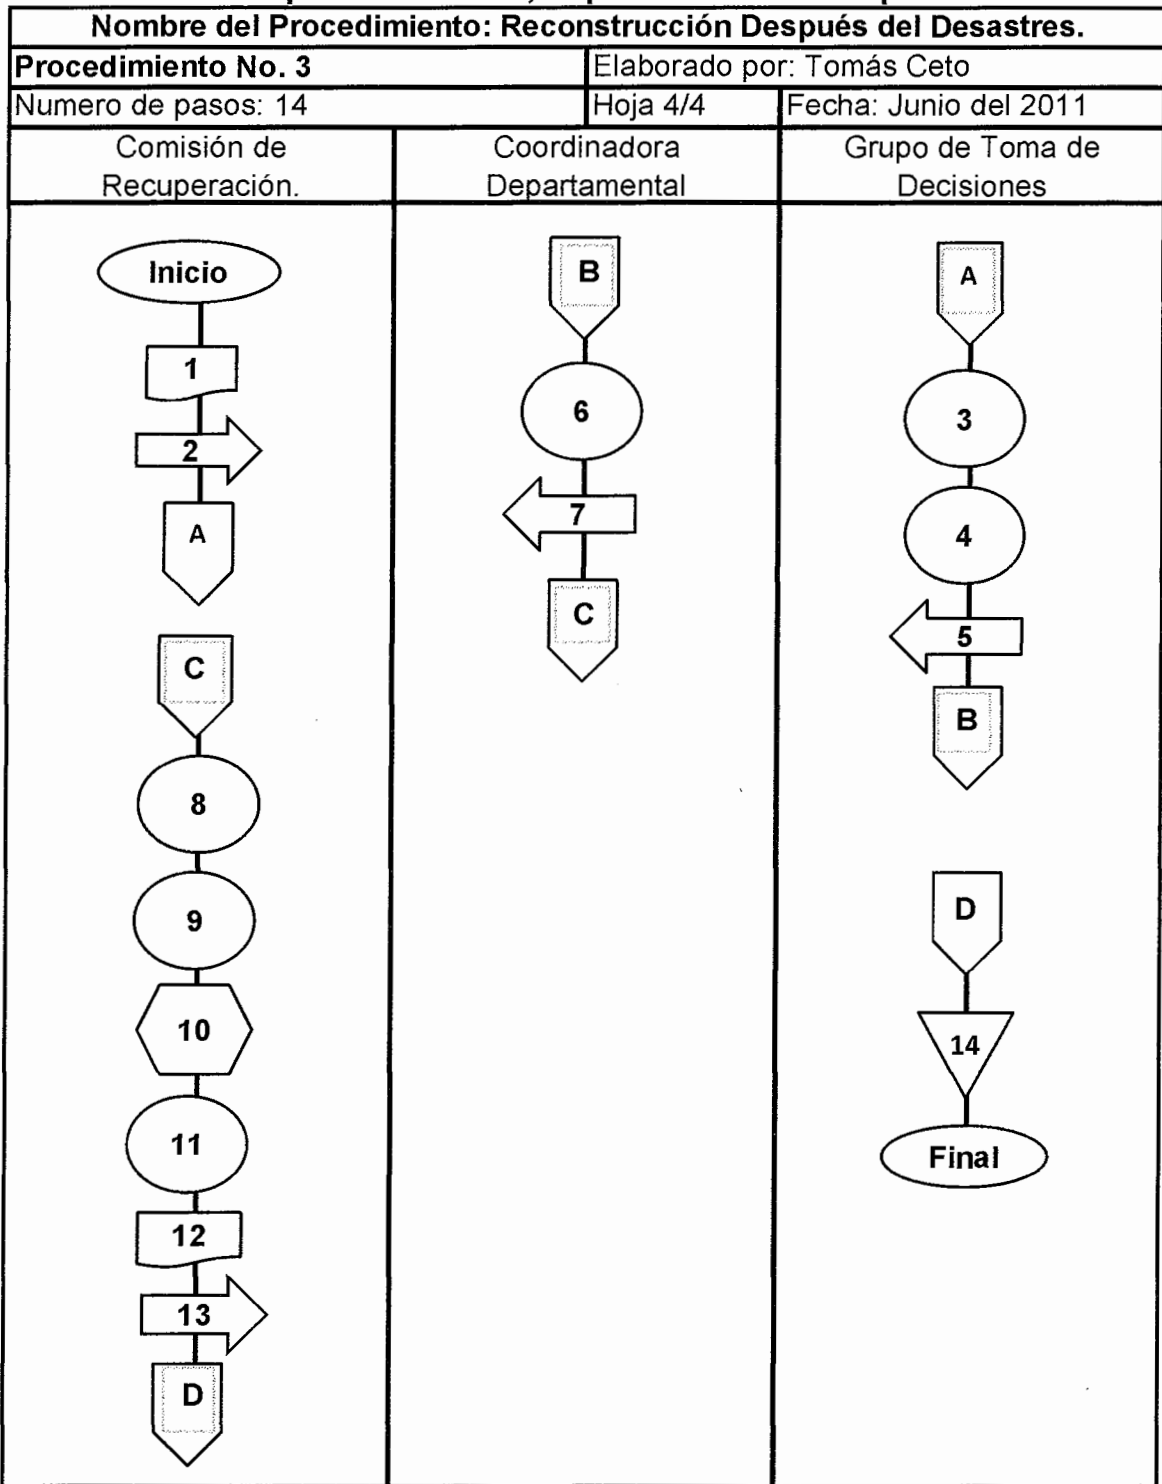 Nombre del Procedimiento: Reconstrucción Después del Desastres.
Procedimiento No. 3
Elaborado por: Tomás Ceto
Numero de pasos: 14
Hoja 4/4
Fecha: Junio del 2011
Comisión de
Recuperación.
Coordinadora
Departamental
Grupo de Toma de
Decisiones
Inicio
1
2
A
C
8
9
10
11
12
13
D
B
6
7
C
A
3
4
5
B
D
14
Final